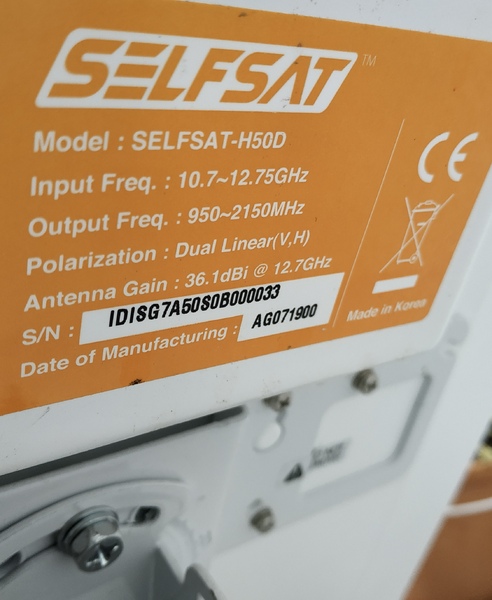 SELFSAT™
Model : SELFSAT-H50D
Input Freq. : 10.7~12.75GHz
Output Freq. : 950~2150MHz
Polarization : Dual Linear(V,H)
Antenna Gain : 36.1dBi @ 12.7GHz
S/N : IDISG7A50S0B000033
Date of Manufacturing : AG071900
CE
Made in Korea